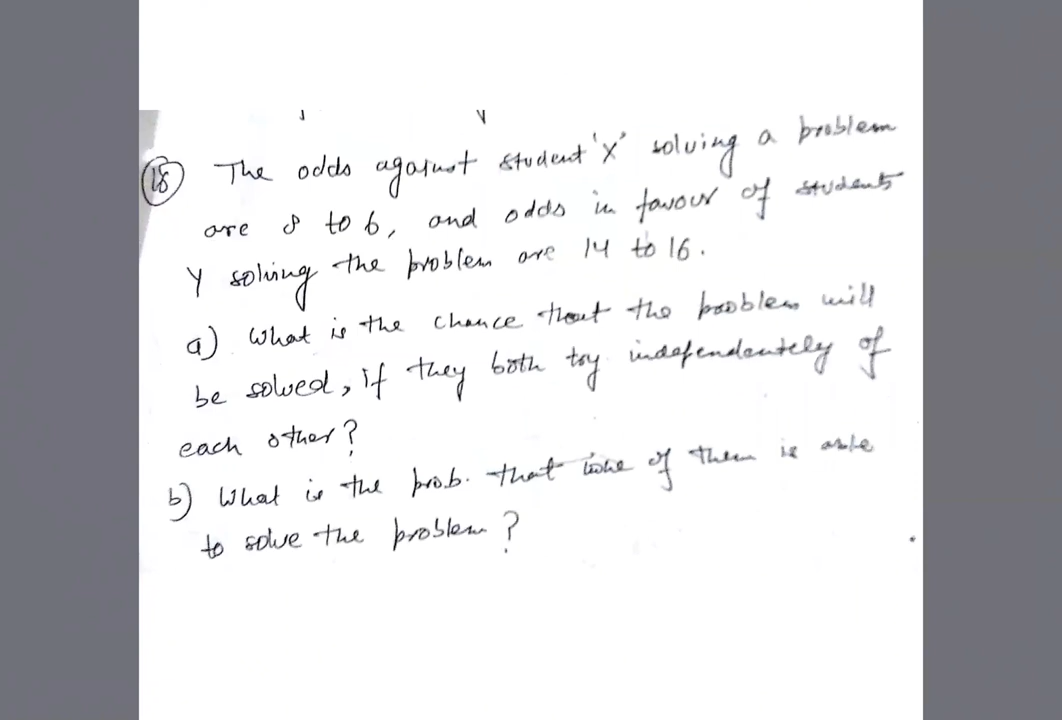 (18) The odds against student 'X' solving a problem
are 8 to 6, and odds in favour of students
Y solving the problem are 14 to 16.
a) What is the chance that the problem will
be solved, if they both try independentely of
each other?
b) What is the prob. that of them is able
to solve the problem?